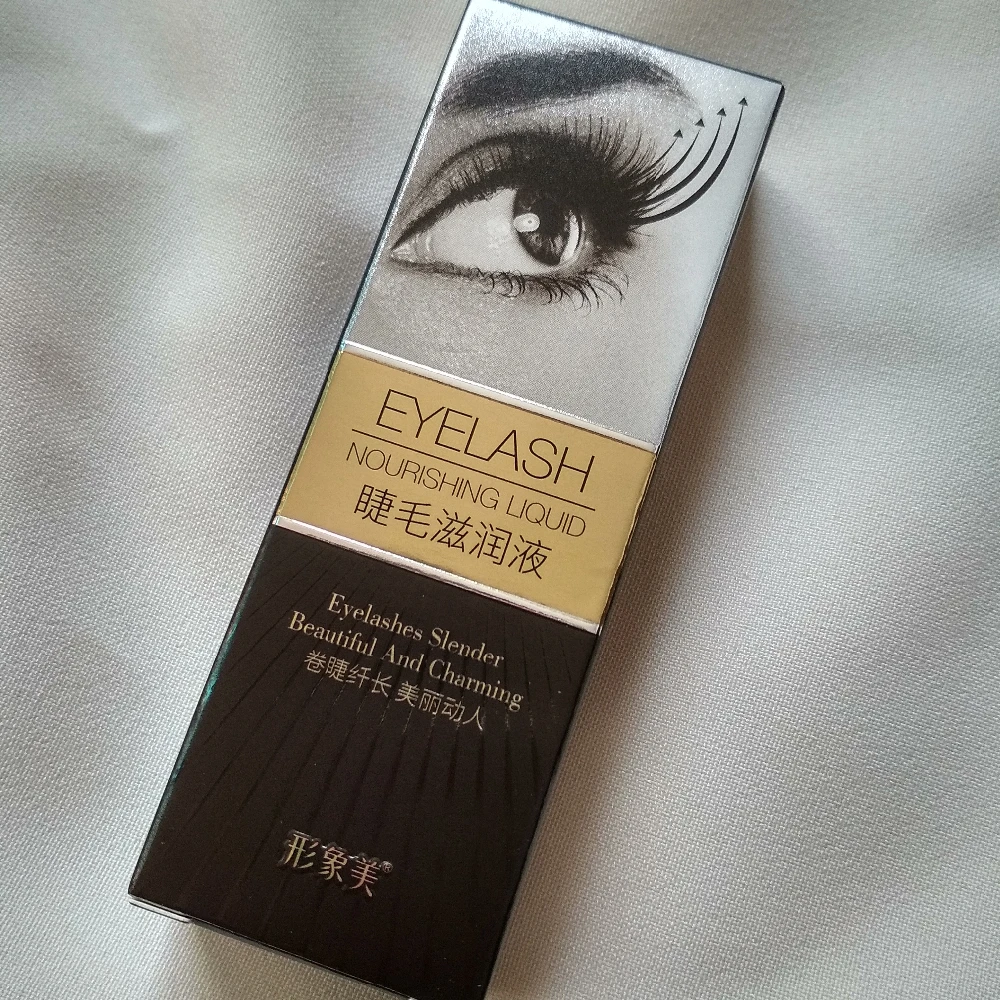 EYELASH
NOURISHING LIQUID
睫毛滋润液
Eyelashes Slender
Beautiful And Charming
卷睫纤长 美丽动人
形象美®